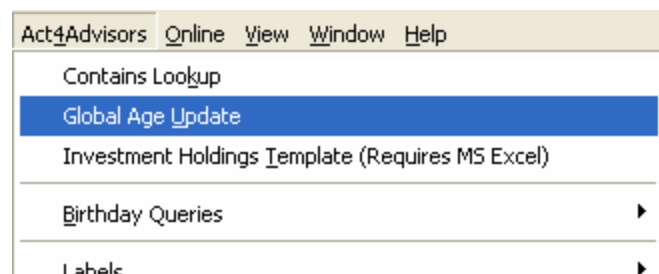 Act4Advisors Online View Window Help
Contains Lookup
Global Age Update
Investment Holdings Template (Requires MS Excel)
Birthday Queries
Labels